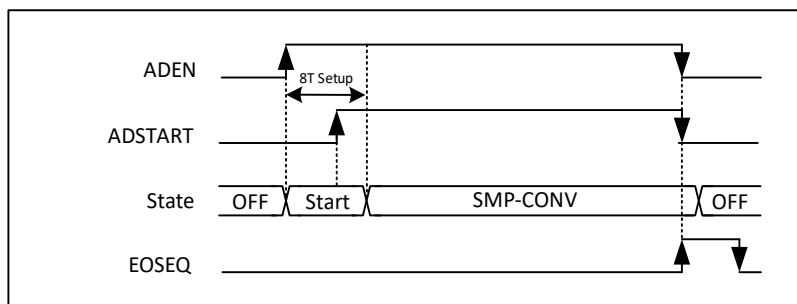 ADEN
8T Setup
ADSTART
State OFF Start SMP-CONV OFF
EOSEQ